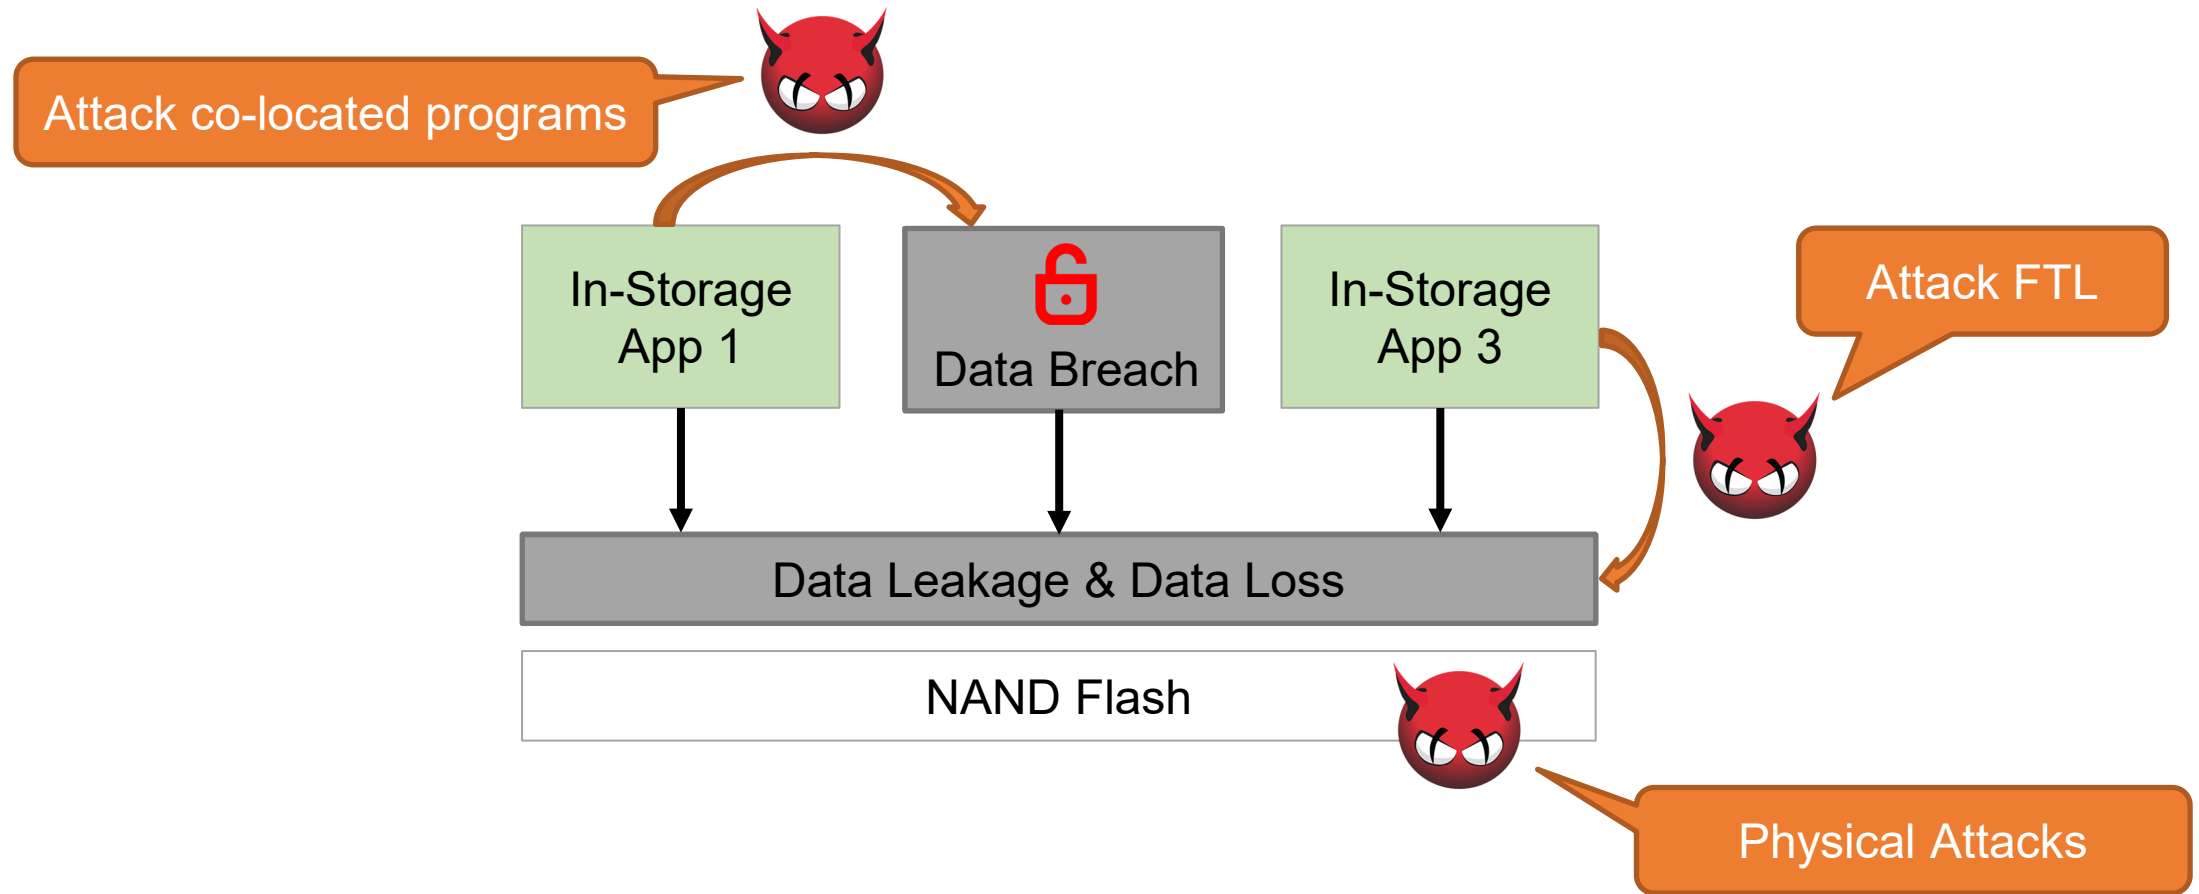 Attack co-located programs
In-Storage
App 1
Data Breach
In-Storage
App 3
Attack FTL
Data Leakage & Data Loss
NAND Flash
Physical Attacks